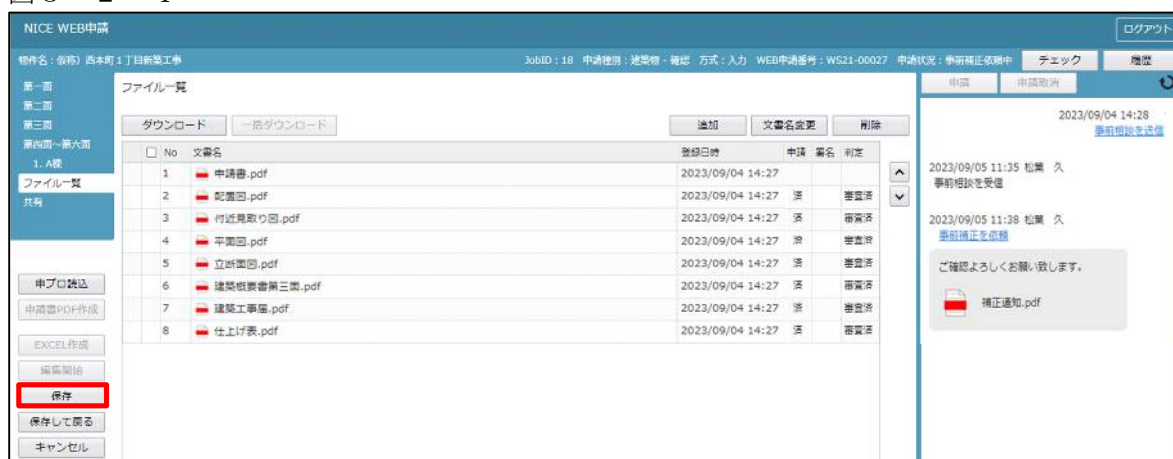 NICE WEB申請
ログアウト
物件名：仮称）西本町１丁目新築工事
JobID：18 申請種別：建築物 - 確認 方式：入力 WEB申請番号：WS21-00027 申請状況：事前補正依頼中
チェック
履歴
第一面
第二面
第三面
第四面～第六面
1. A棟
ファイル一覧
共有
申プロ読込
申請書PDF作成
EXCEL作成
編集開始
保存
保存して戻る
キャンセル
ファイル一覧
ダウンロード 一括ダウンロード 追加 文書名変更 削除
No 文書名 登録日時 申請 署名 判定
1 申請書.pdf 2023/09/04 14:27
2 配置図.pdf 2023/09/04 14:27 済 審査済
3 付近見取り図.pdf 2023/09/04 14:27 済 審査済
4 平面図.pdf 2023/09/04 14:27 済 審査済
5 立断面図.pdf 2023/09/04 14:27 済 審査済
6 建築概要書第三面.pdf 2023/09/04 14:27 済 審査済
7 建築工事届.pdf 2023/09/04 14:27 済 審査済
8 仕上げ表.pdf 2023/09/04 14:27 済 審査済
申請 申請取消
2023/09/04 14:28
事前相談を送信
2023/09/05 11:35 松葉 久
事前相談を受信
2023/09/05 11:38 松葉 久
事前補正を依頼
ご確認よろしくお願い致します。
補正通知.pdf